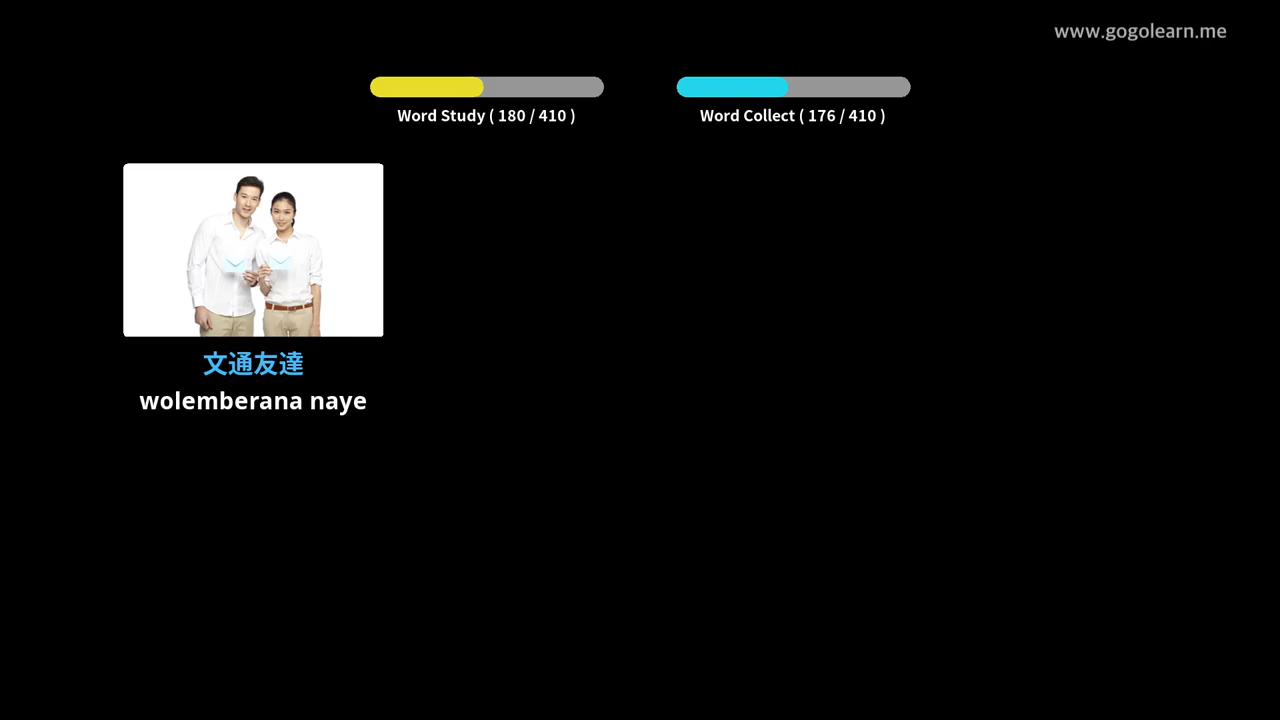 www.gogolearn.me
Word Study ( 180 / 410 )
Word Collect ( 176 / 410 )
文通友達
wolemberana naye